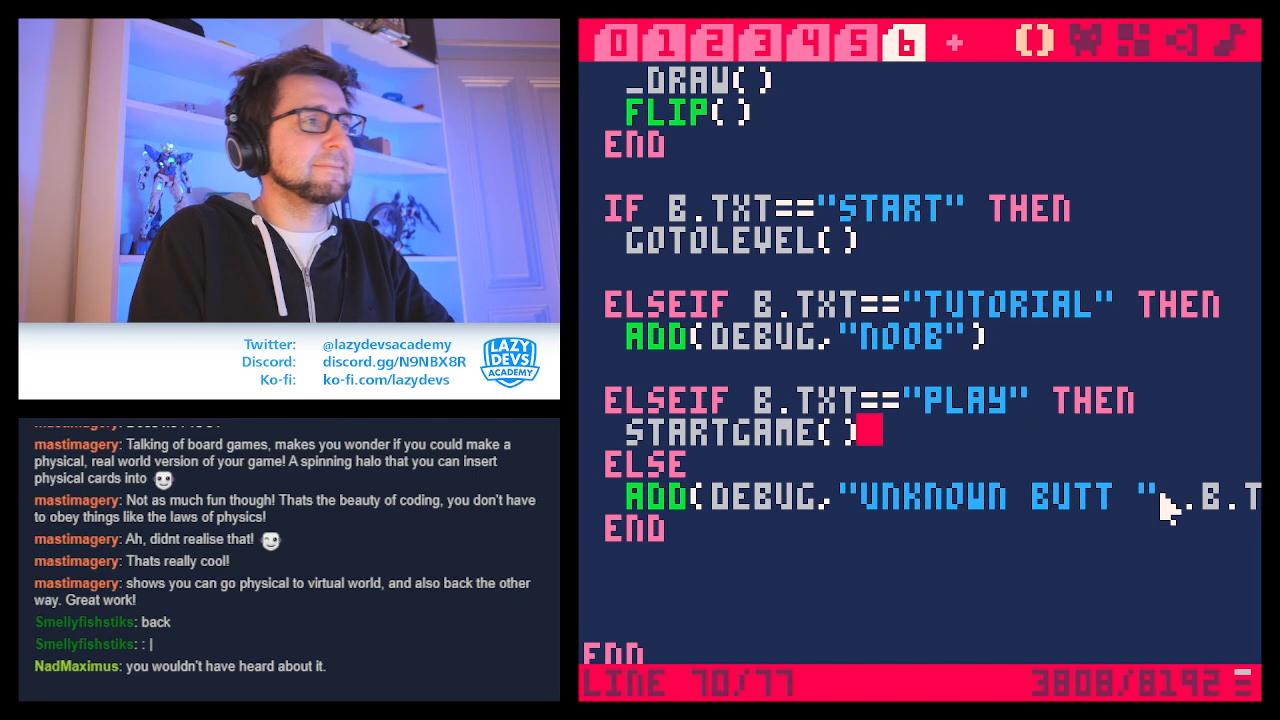 Twitter: @lazydevsacademy
Discord: discord.gg/N9NBX8R
Ko-fi: ko-fi.com/lazydevs
LAZY
DEVS
ACADEMY
mastimagery: Talking of board games, makes you wonder if you could make a
physical, real world version of your game! A spinning halo that you can insert
physical cards into
mastimagery: Not as much fun though! Thats the beauty of coding, you don't have
to obey things like the laws of physics!
mastimagery: Ah, didnt realise that!
mastimagery: Thats really cool!
mastimagery: shows you can go physical to virtual world, and also back the other
way. Great work!
Smellyfishstiks: back
Smellyfishstiks: : |
NadMaximus: you wouldn't have heard about it.
0 1 2 3 4 5 6 + ()
_DRAW()
FLIP()
END
IF B.TXT=="START" THEN
GOTOLEVEL()
ELSEIF B.TXT=="TUTORIAL" THEN
ADD(DEBUG,"NOOB")
ELSEIF B.TXT=="PLAY" THEN
STARTGAME()
ELSE
ADD(DEBUG,"UNKNOWN BUTT "..B.T
END
END
LINE 70/77 3808/8192